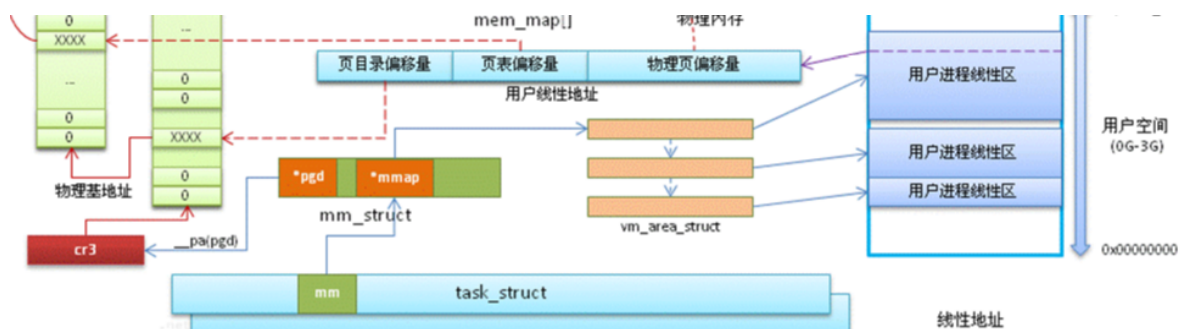 0
XXXX
...
0
0
...
0
0
XXXX
0
0
mem_map[]
物理内存
页目录偏移量
页表偏移量
物理页偏移量
用户线性地址
用户进程线性区
用户空间
(0G-3G)
用户进程线性区
用户进程线性区
物理基地址
*pgd
*mmap
mm_struct
vm_area_struct
cr3
__pa(pgd)
0x00000000
mm
task_struct
线性地址